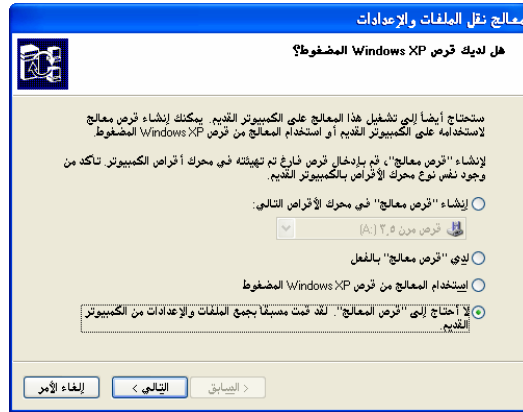 معالج نقل الملفات والإعدادات
هل لديك قرص Windows XP المضغوط؟
ستحتاج أيضاً إلى تشغيل هذا المعالج على الكمبيوتر القديم. يمكنك إنشاء قرص معالج
لاستخدامه على الكمبيوتر القديم أو استخدام المعالج من قرص Windows XP المضغوط.
لإنشاء "قرص معالج"، قم بإدخال قرص فارغ تم تهيئته في محرك أقراص الكمبيوتر. تأكد من
وجود نفس نوع محرك الأقراص بالكمبيوتر القديم.
إنشاء "قرص معالج" في محرك الأقراص التالي:
قرص مرن ٣٫٥ (A:)
لدي "قرص معالج" بالفعل
استخدام المعالج من قرص Windows XP المضغوط
لا أحتاج إلى "قرص المعالج". لقد قمت مسبقاً بجمع الملفات والإعدادات من الكمبيوتر
القديم.
< السابق
التالي >
إلغاء الأمر